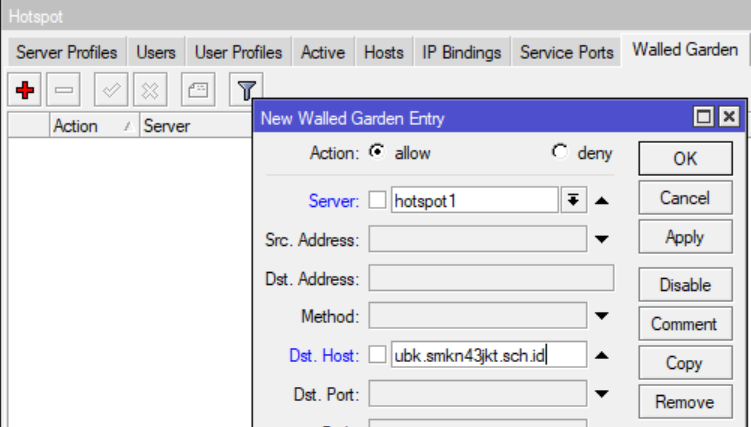 Hotspot
Server Profiles Users User Profiles Active Hosts IP Bindings Service Ports Walled Garden
Action Server
New Walled Garden Entry
Action: allow deny
OK
Server: hotspot1
Cancel
Src. Address:
Apply
Dst. Address:
Disable
Method:
Comment
Dst. Host: ubk.smkn43jkt.sch.id
Copy
Dst. Port:
Remove